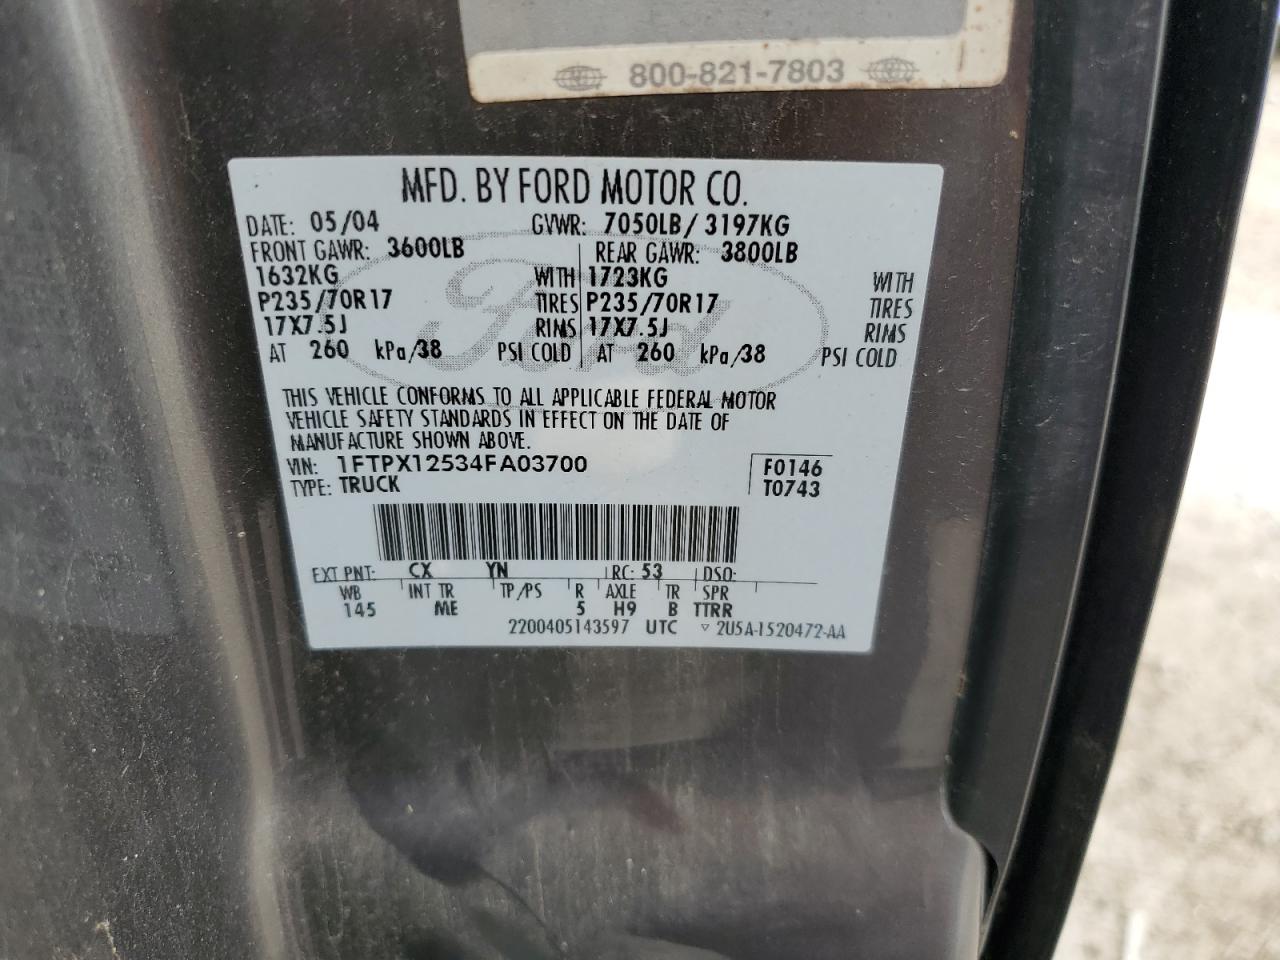 800-821-7803
MFD. BY FORD MOTOR CO.
DATE: 05/04 GVWR: 7050LB/ 3197KG
FRONT GAWR: 3600LB REAR GAWR: 3800LB
1632KG WITH 1723KG WITH
P235/70R17 TIRES P235/70R17 TIRES
17X7.5J RIMS 17X7.5J RIMS
AT 260 kPa/38 PSI COLD AT 260 kPa/38 PSI COLD
Ford
THIS VEHICLE CONFORMS TO ALL APPLICABLE FEDERAL MOTOR
VEHICLE SAFETY STANDARDS IN EFFECT ON THE DATE OF
MANUFACTURE SHOWN ABOVE.
VIN: 1FTPX12534FA03700 F0146
TYPE: TRUCK T0743
EXT PNT: CX YN RC: 53 DSO:
WB INT TR TP/PS R AXLE TR SPR
145 ME 5 H9 B TTRR
2200405143597 UTC ▽ 2U5A-1520472-AA